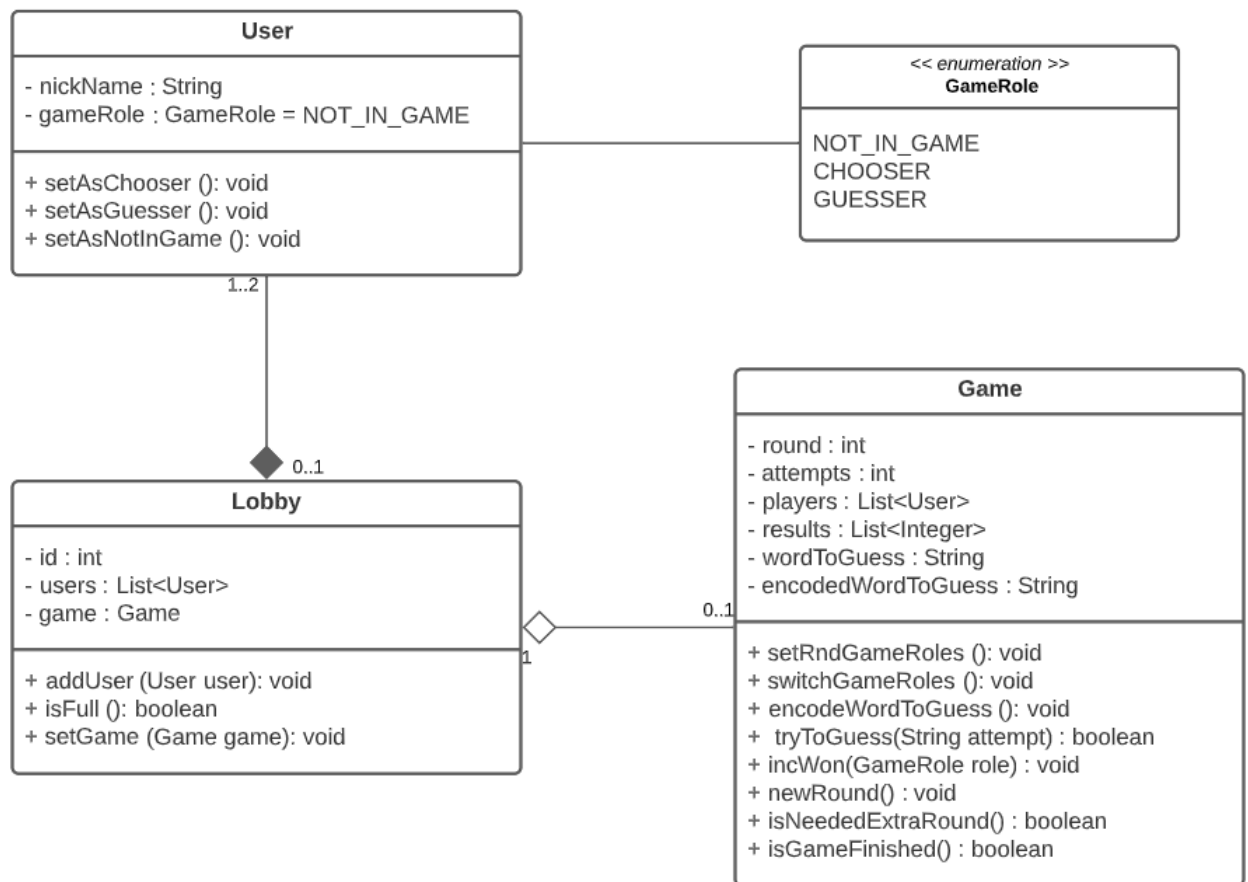 User
- nickName : String
- gameRole : GameRole = NOT_IN_GAME
+ setAsChooser (): void
+ setAsGuesser (): void
+ setAsNotInGame (): void
<< enumeration >>
GameRole
NOT_IN_GAME
CHOOSER
GUESSER
1..2
0..1
Lobby
- id : int
- users : List<User>
- game : Game
+ addUser (User user): void
+ isFull (): boolean
+ setGame (Game game): void
1
0..1
Game
- round : int
- attempts : int
- players : List<User>
- results : List<Integer>
- wordToGuess : String
- encodedWordToGuess : String
+ setRndGameRoles (): void
+ switchGameRoles (): void
+ encodeWordToGuess (): void
+ tryToGuess(String attempt) : boolean
+ incWon(GameRole role) : void
+ newRound() : void
+ isNeededExtraRound() : boolean
+ isGameFinished() : boolean